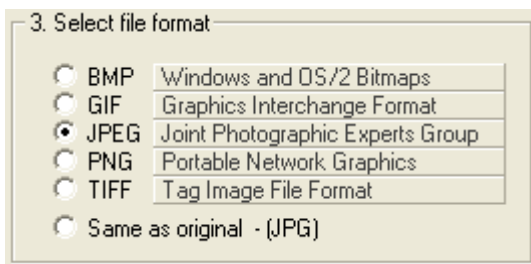 3. Select file format
BMP Windows and OS/2 Bitmaps
GIF Graphics Interchange Format
JPEG Joint Photographic Experts Group
PNG Portable Network Graphics
TIFF Tag Image File Format
Same as original - (JPG)